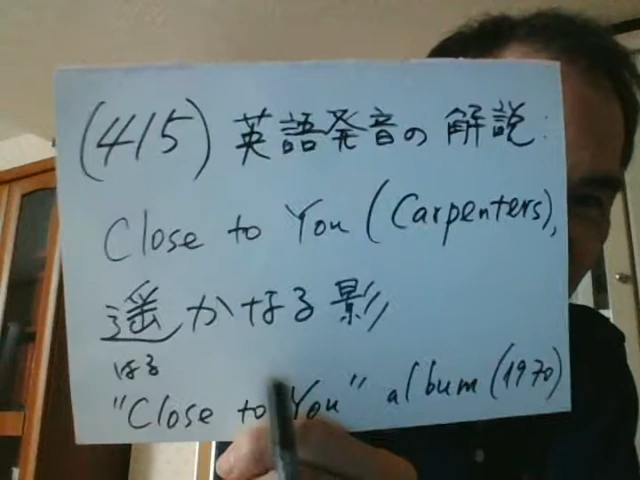 (415) 英語発音の解説:
Close to You (Carpenters),
遥かなる影
はる
"Close to You" album (1970)